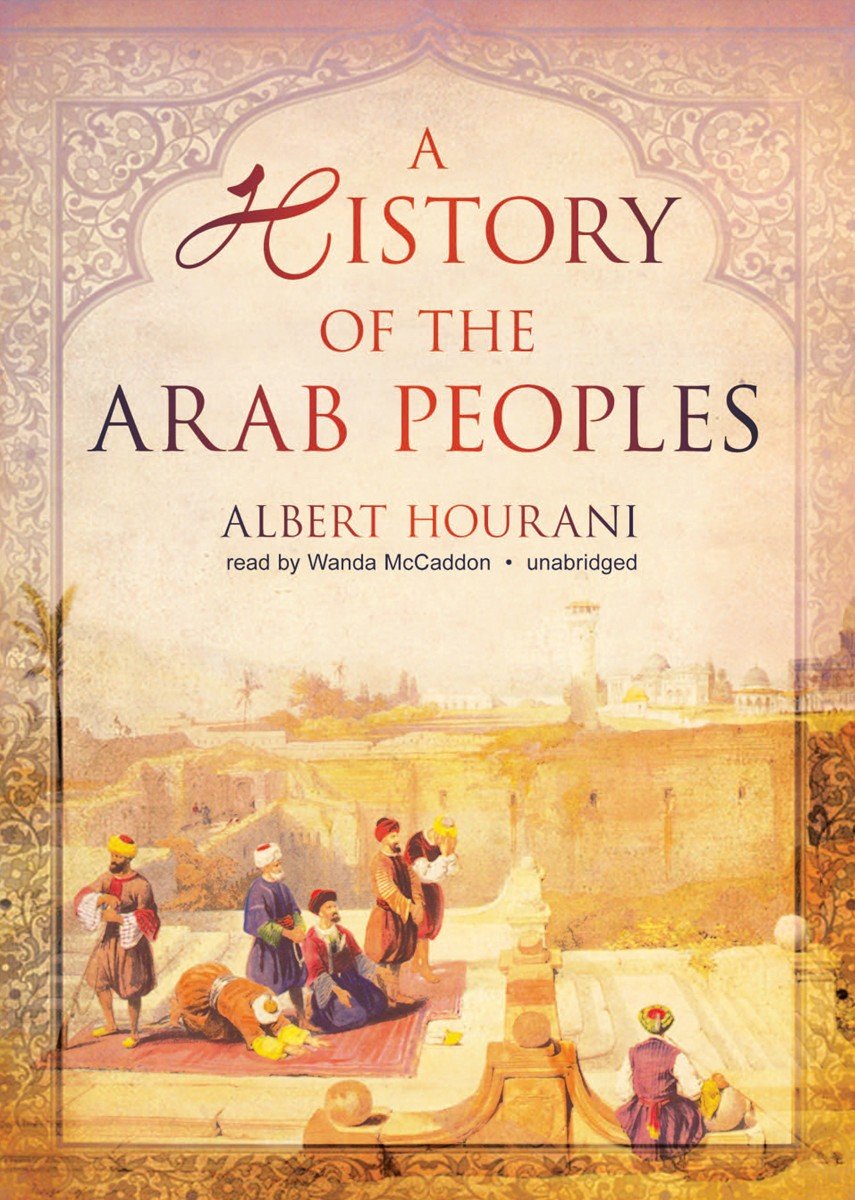 A
HISTORY
OF THE
ARAB PEOPLES
ALBERT HOURANI
read by Wanda McCaddon • unabridged